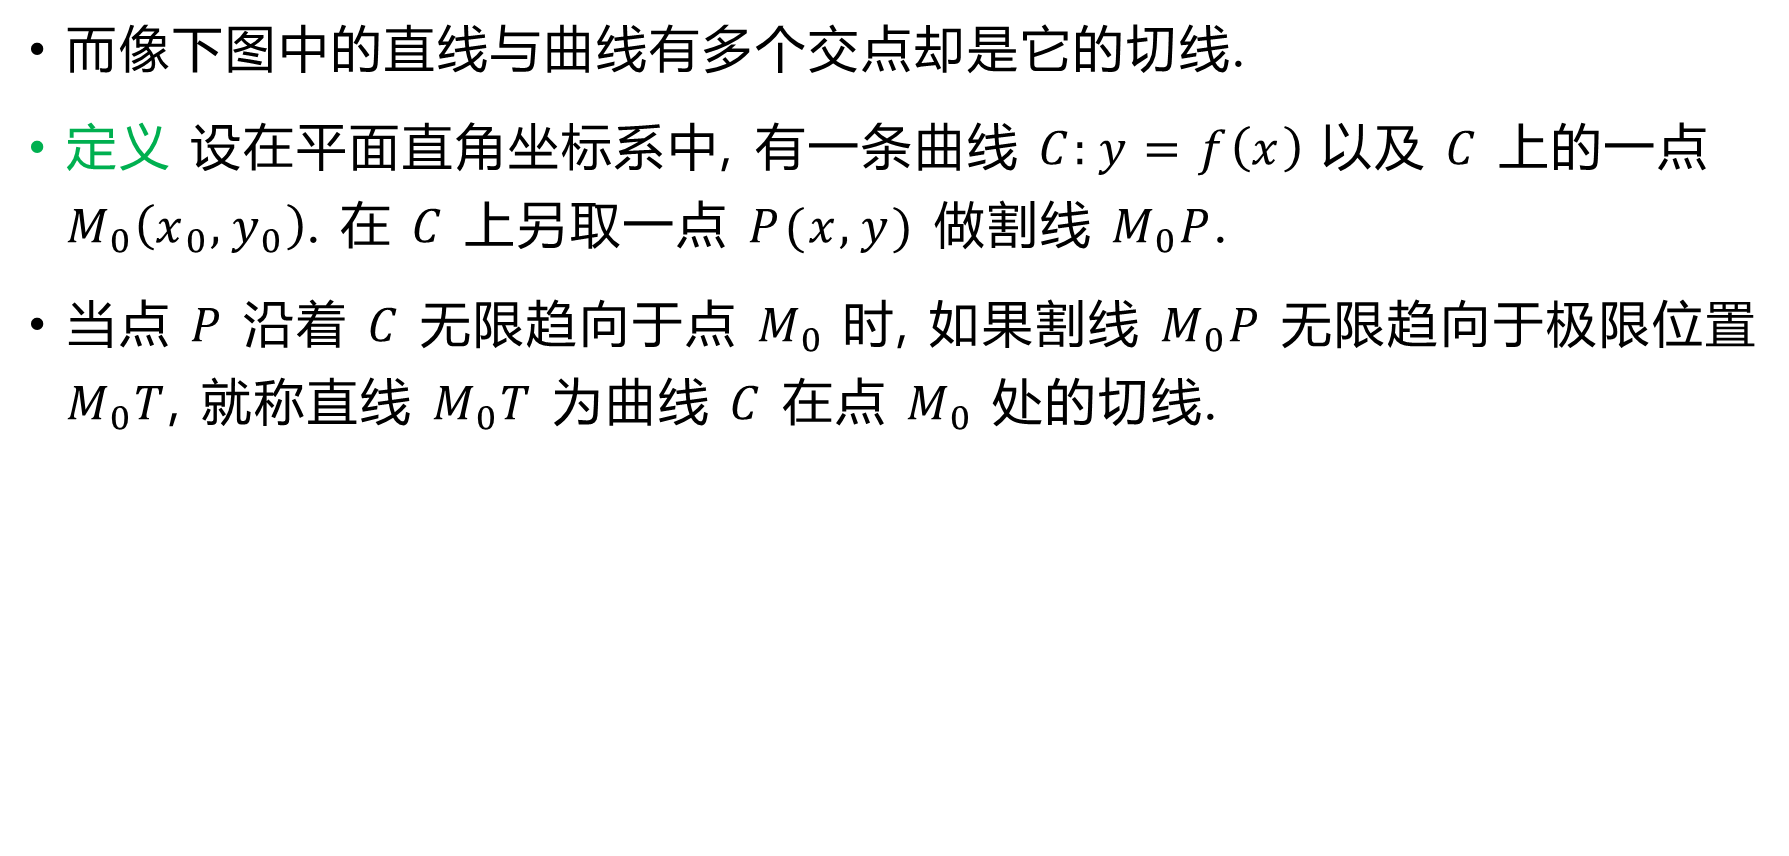 • 而像下图中的直线与曲线有多个交点却是它的切线.
• 定义 设在平面直角坐标系中, 有一条曲线 C: y = f(x) 以及 C 上的一点
M₀(x₀, y₀). 在 C 上另取一点 P(x, y) 做割线 M₀P.
• 当点 P 沿着 C 无限趋向于点 M₀ 时, 如果割线 M₀P 无限趋向于极限位置
M₀T, 就称直线 M₀T 为曲线 C 在点 M₀ 处的切线.